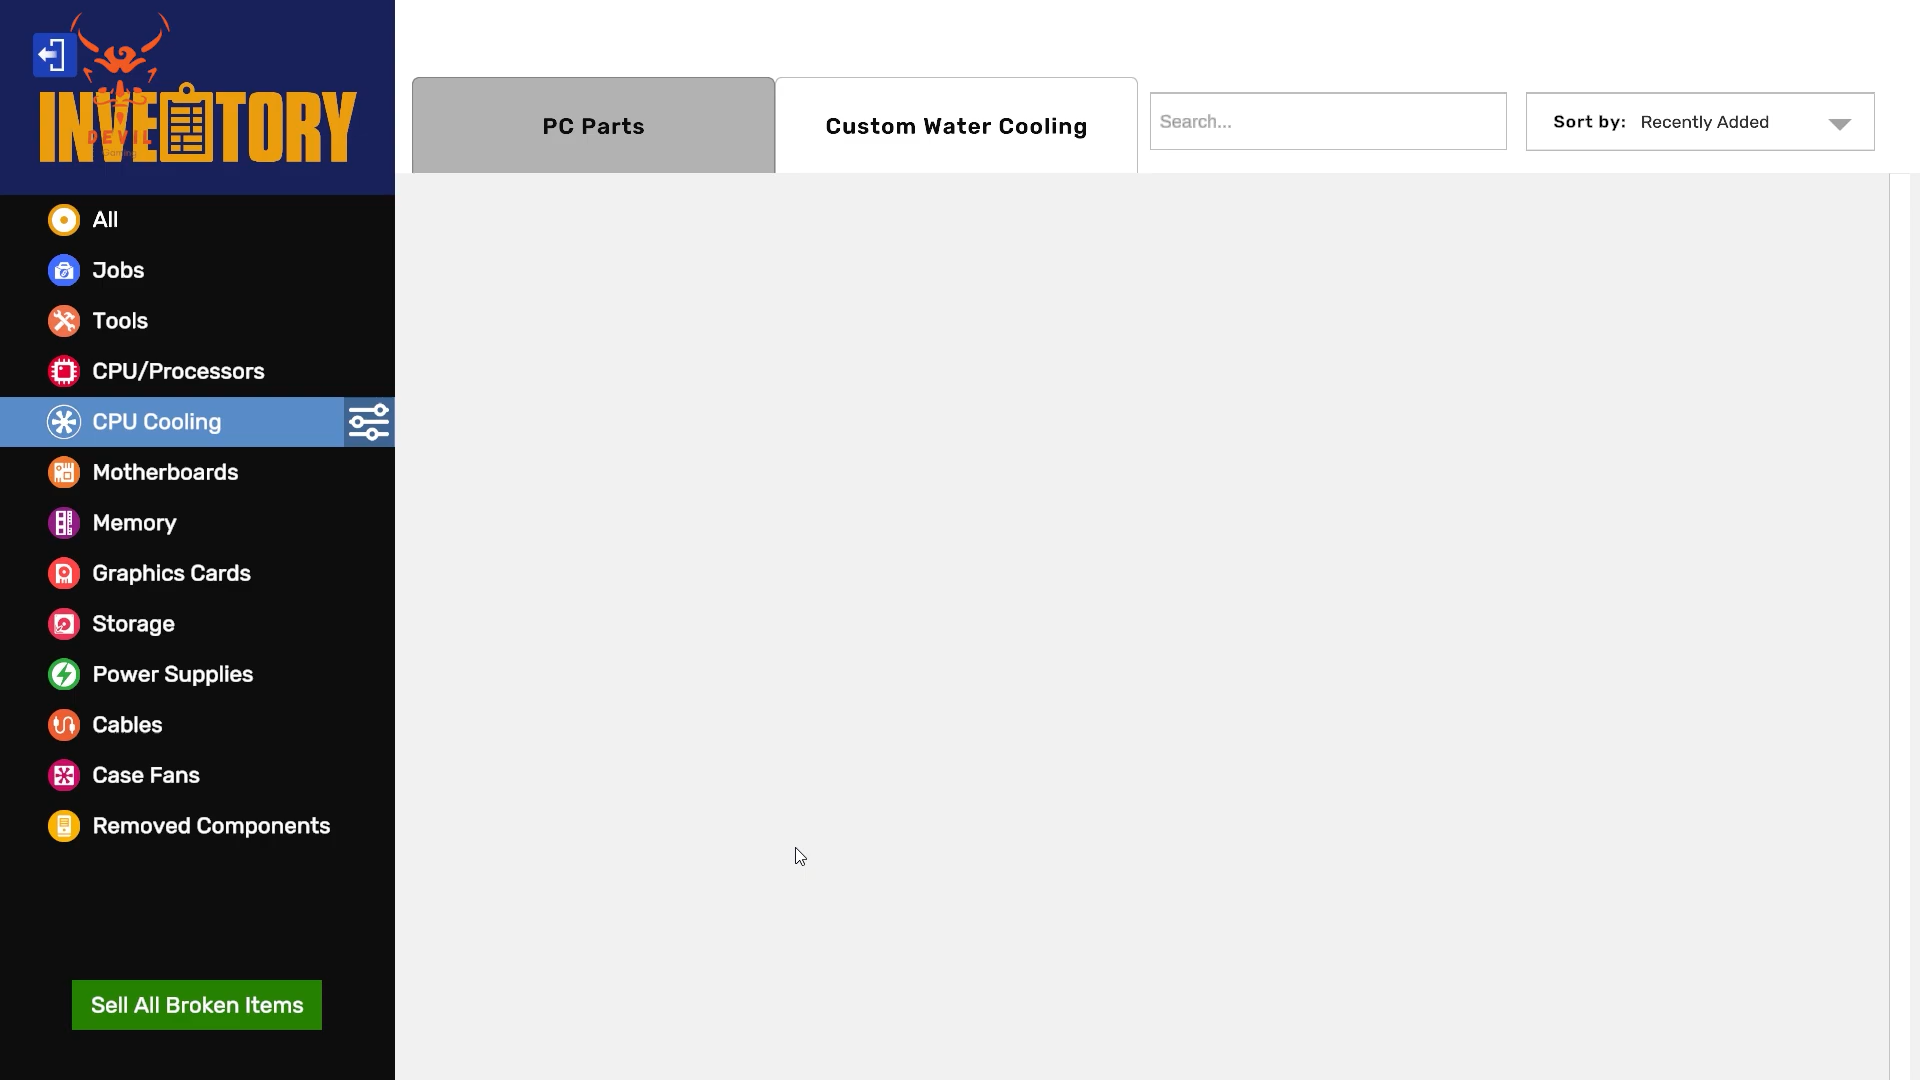 INVENTORY
DEVIL
Gaming
PC Parts
Custom Water Cooling
Search...
Sort by: Recently Added
All
Jobs
Tools
CPU/Processors
CPU Cooling
Motherboards
Memory
Graphics Cards
Storage
Power Supplies
Cables
Case Fans
Removed Components
Sell All Broken Items